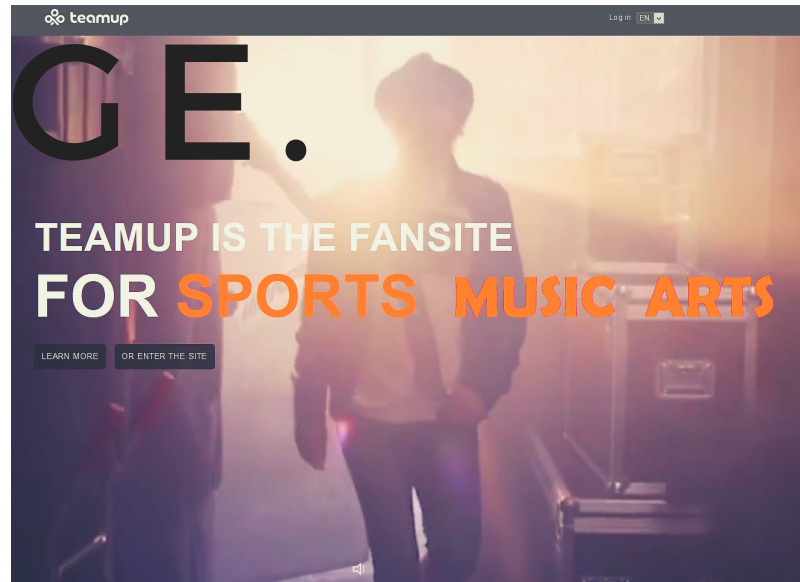 teamup
Log in EN
GE.
TEAMUP IS THE FANSITE
FOR SPORTS MUSIC ARTS
LEARN MORE OR ENTER THE SITE